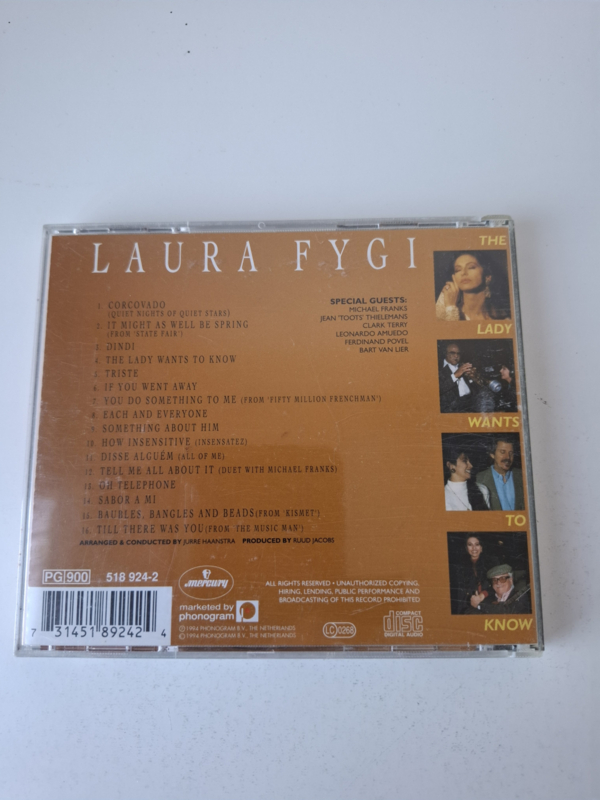 LAURA FYGI
THE
LADY
WANTS
TO
KNOW
1. CORCOVADO
(QUIET NIGHTS OF QUIET STARS)
2. IT MIGHT AS WELL BE SPRING
(FROM 'STATE FAIR')
3. DINDI
4. THE LADY WANTS TO KNOW
5. TRISTE
6. IF YOU WENT AWAY
7. YOU DO SOMETHING TO ME (FROM 'FIFTY MILLION FRENCHMAN')
8. EACH AND EVERYONE
9. SOMETHING ABOUT HIM
10. HOW INSENSITIVE (INSENSATEZ)
11. DISSE ALGUÉM (ALL OF ME)
12. TELL ME ALL ABOUT IT (DUET WITH MICHAEL FRANKS)
13. OH TELEPHONE
14. SABOR A MI
15. BAUBLES, BANGLES AND BEADS (FROM 'KISMET')
16. TILL THERE WAS YOU (FROM 'THE MUSIC MAN')
ARRANGED & CONDUCTED BY JURRE HAANSTRA PRODUCED BY RUUD JACOBS
SPECIAL GUESTS:
MICHAEL FRANKS
JEAN 'TOOTS' THIELEMANS
CLARK TERRY
LEONARDO AMUEDO
FERDINAND POVEL
BART VAN LIER
PG 900 518 924-2
mercury
marketed by
phonogram
℗ 1994 PHONOGRAM B.V., THE NETHERLANDS
© 1994 PHONOGRAM B.V., THE NETHERLANDS
ALL RIGHTS RESERVED • UNAUTHORIZED COPYING,
HIRING, LENDING, PUBLIC PERFORMANCE AND
BROADCASTING OF THIS RECORD PROHIBITED
LC 0268
COMPACT
disc
DIGITAL AUDIO
7 31451 89242 4